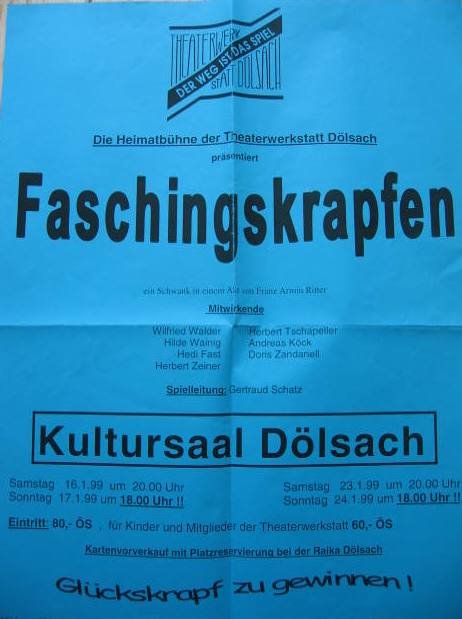 THEATERWERK
DER WEG IST DAS SPIEL
STATT DÖLSACH
Die Heimatbühne der Theaterwerkstatt Dölsach
präsentiert
Faschingskrapfen
ein Schwank in einem Akt von Franz Armin Ritter
Mitwirkende
Wilfried Walder Herbert Tschapeller
Hilde Wainig Andreas Köck
Hedi Fast Doris Zandanell
Herbert Zeiner
Spielleitung: Gertraud Schatz
Kultursaal Dölsach
Samstag 16.1.99 um 20.00 Uhr Samstag 23.1.99 um 20.00 Uhr
Sonntag 17.1.99 um 18.00 Uhr !! Sonntag 24.1.99 um 18.00 Uhr !!
Eintritt: 80,- ÖS , für Kinder und Mitglieder der Theaterwerkstatt 60,- ÖS
Kartenvorverkauf mit Platzreservierung bei der Raika Dölsach
Glückskrapf zu gewinnen !